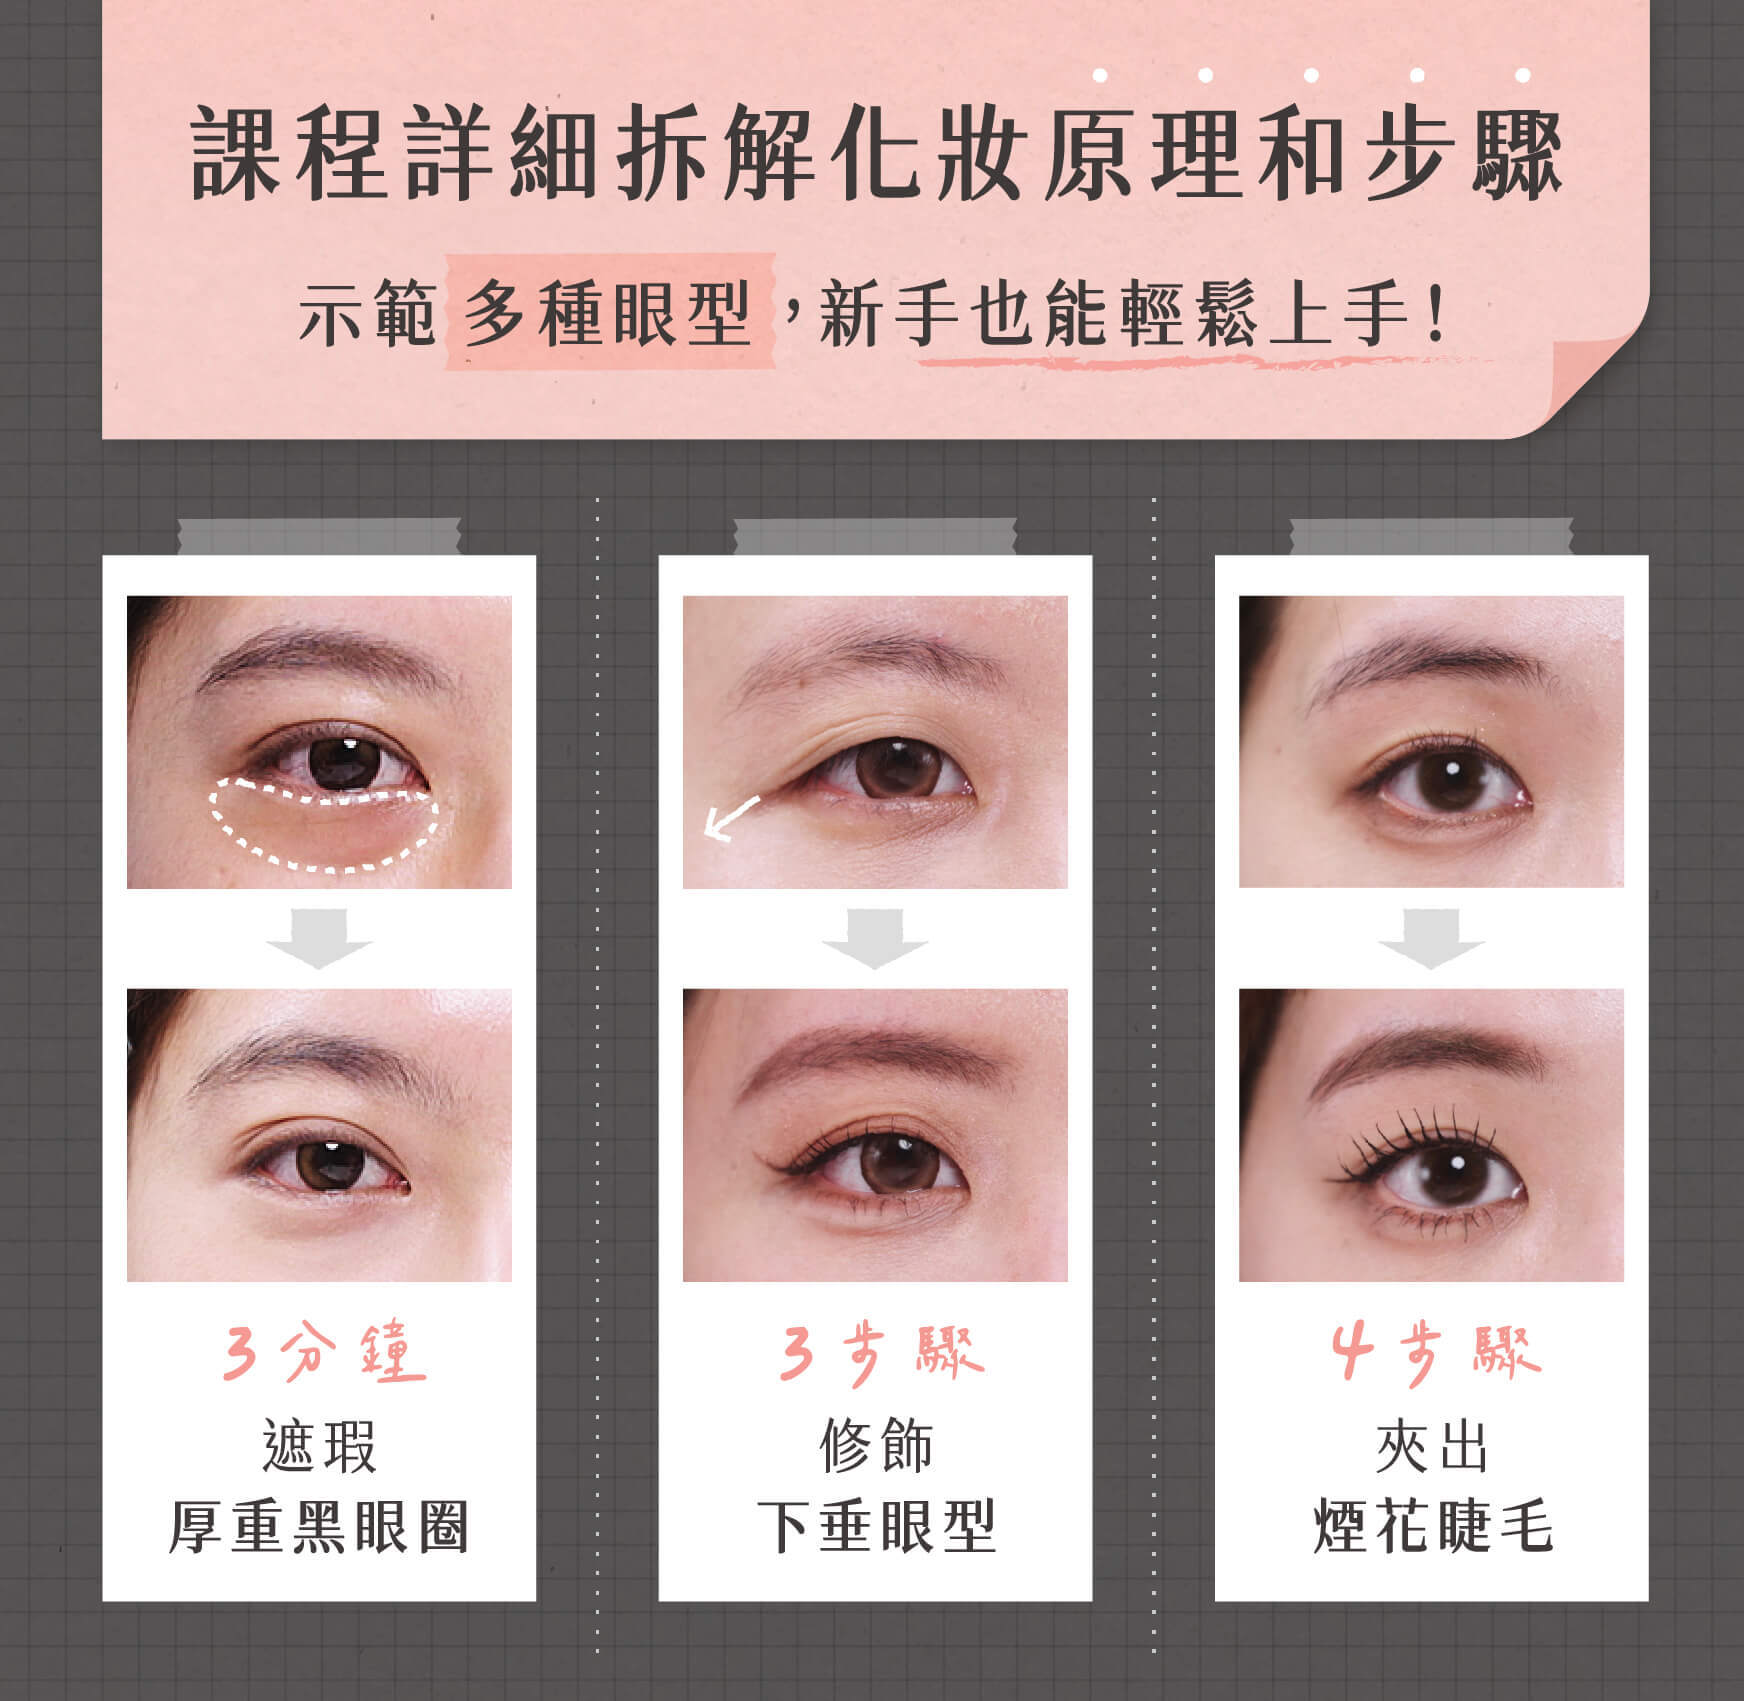 課程詳細拆解化妝原理和步驟
示範多種眼型，新手也能輕鬆上手！
3分鐘
遮瑕
厚重黑眼圈
3步驟
修飾
下垂眼型
4步驟
夾出
煙花睫毛